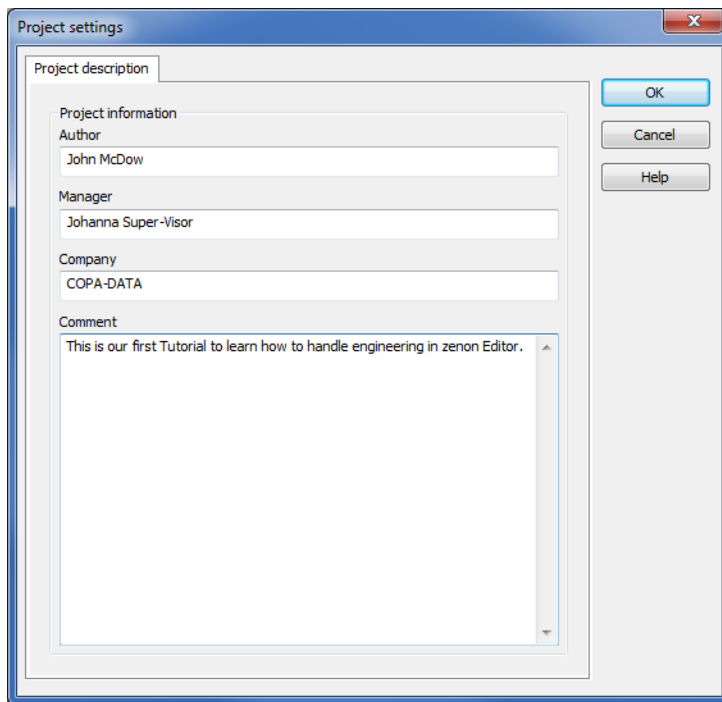 Project settings
Project description
Project information
Author
John McDow
Manager
Johanna Super-Visor
Company
COPA-DATA
Comment
This is our first Tutorial to learn how to handle engineering in zenon Editor.
OK
Cancel
Help